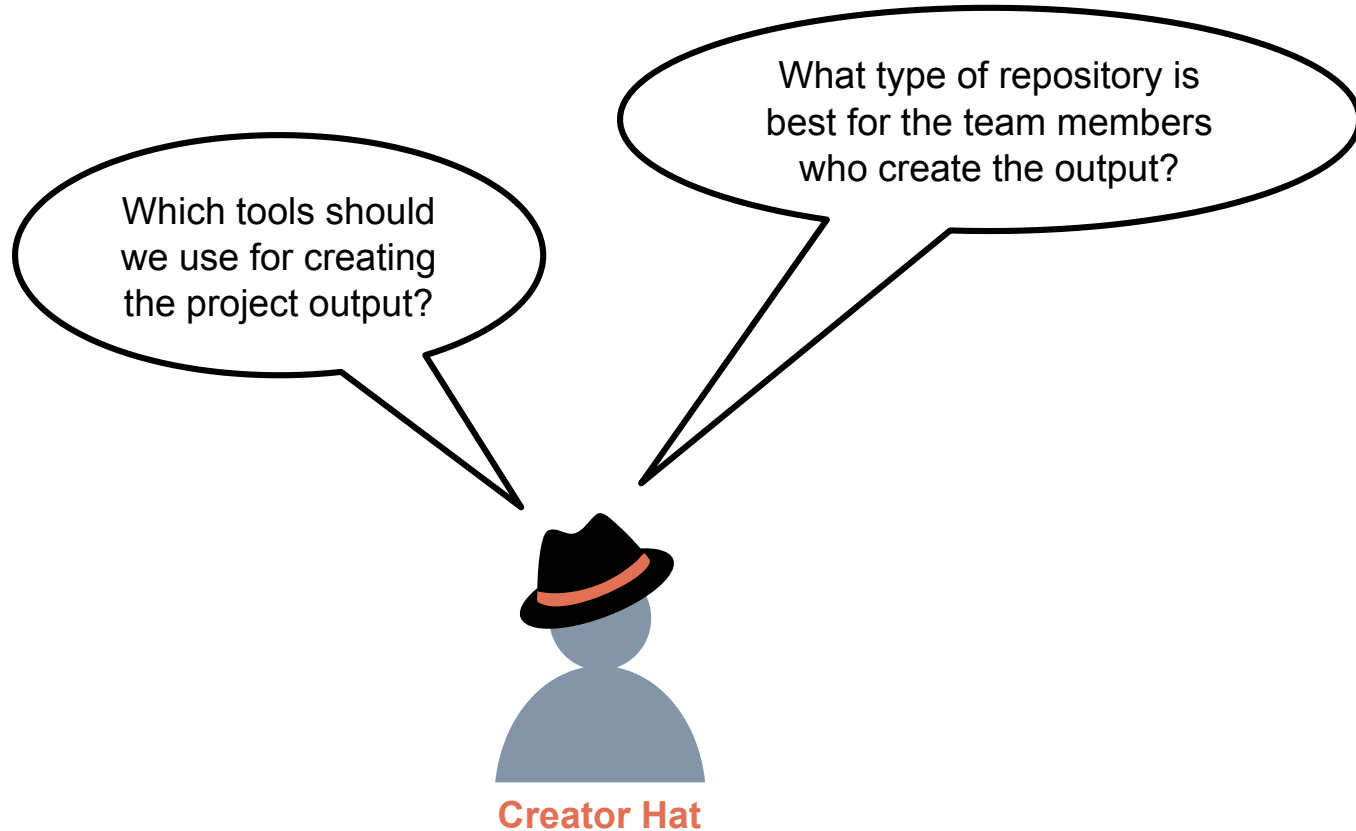 Which tools should
we use for creating
the project output?
What type of repository is
best for the team members
who create the output?
Creator Hat